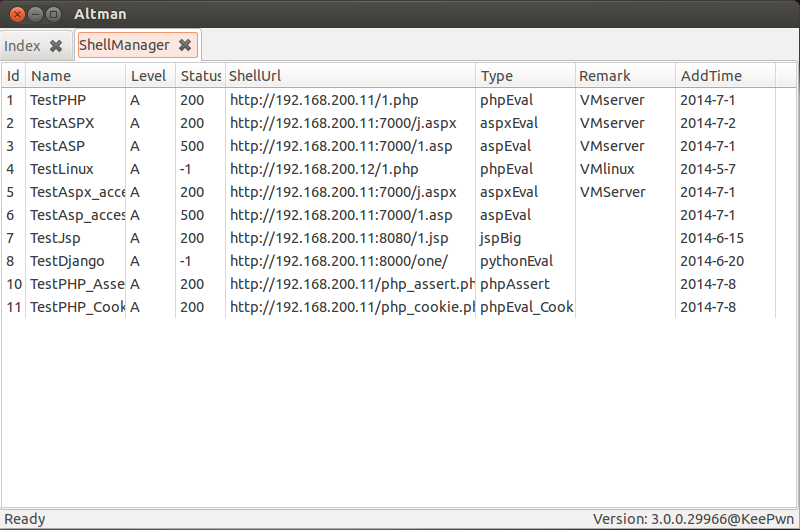 Altman
Index ShellManager
Id Name Level Status ShellUrl Type Remark AddTime
1 TestPHP A 200 http://192.168.200.11/1.php phpEval VMserver 2014-7-1
2 TestASPX A 200 http://192.168.200.11:7000/j.aspx aspxEval VMserver 2014-7-2
3 TestASP A 500 http://192.168.200.11:7000/1.asp aspEval VMserver 2014-7-1
4 TestLinux A -1 http://192.168.200.12/1.php phpEval VMlinux 2014-5-7
5 TestAspx_acce A 200 http://192.168.200.11:7000/j.aspx aspxEval VMServer 2014-7-1
6 TestAsp_acces A 500 http://192.168.200.11:7000/1.asp aspEval 2014-7-1
7 TestJsp A 200 http://192.168.200.11:8080/1.jsp jspBig 2014-6-15
8 TestDjango A -1 http://192.168.200.11:8000/one/ pythonEval 2014-6-20
10 TestPHP_Asse A 200 http://192.168.200.11/php_assert.ph phpAssert 2014-7-8
11 TestPHP_Cook A 200 http://192.168.200.11/php_cookie.pl phpEval_Cook 2014-7-8
Ready Version: 3.0.0.29966@KeePwn